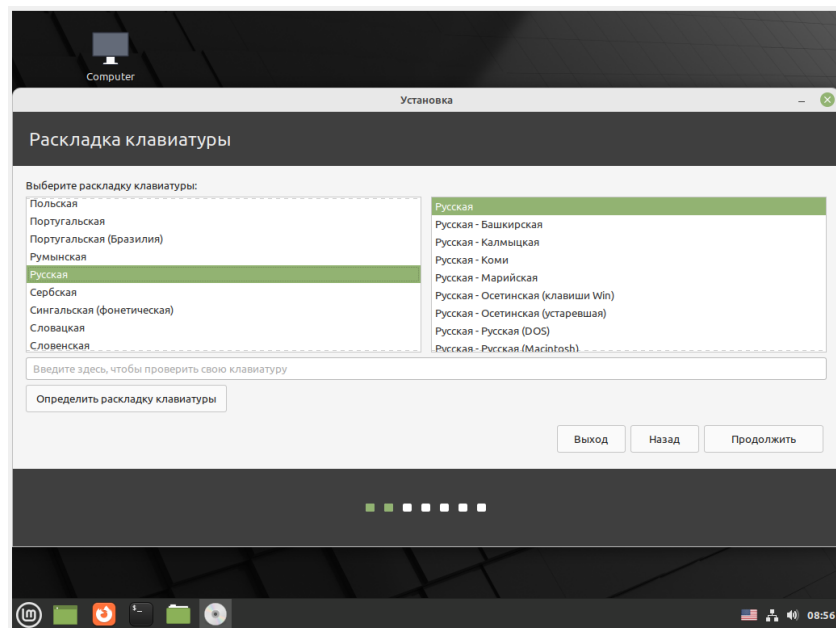 Computer
Установка
Раскладка клавиатуры
Выберите раскладку клавиатуры:
Польская
Португальская
Португальская (Бразилия)
Румынская
Русская
Сербская
Сингальская (фонетическая)
Словацкая
Словенская
Русская
Русская - Башкирская
Русская - Калмыцкая
Русская - Коми
Русская - Марийская
Русская - Осетинская (клавиши Win)
Русская - Осетинская (устаревшая)
Русская - Русская (DOS)
Русская - Русская (Macintosh)
Введите здесь, чтобы проверить свою клавиатуру
Определить раскладку клавиатуры
Выход
Назад
Продолжить
08:56